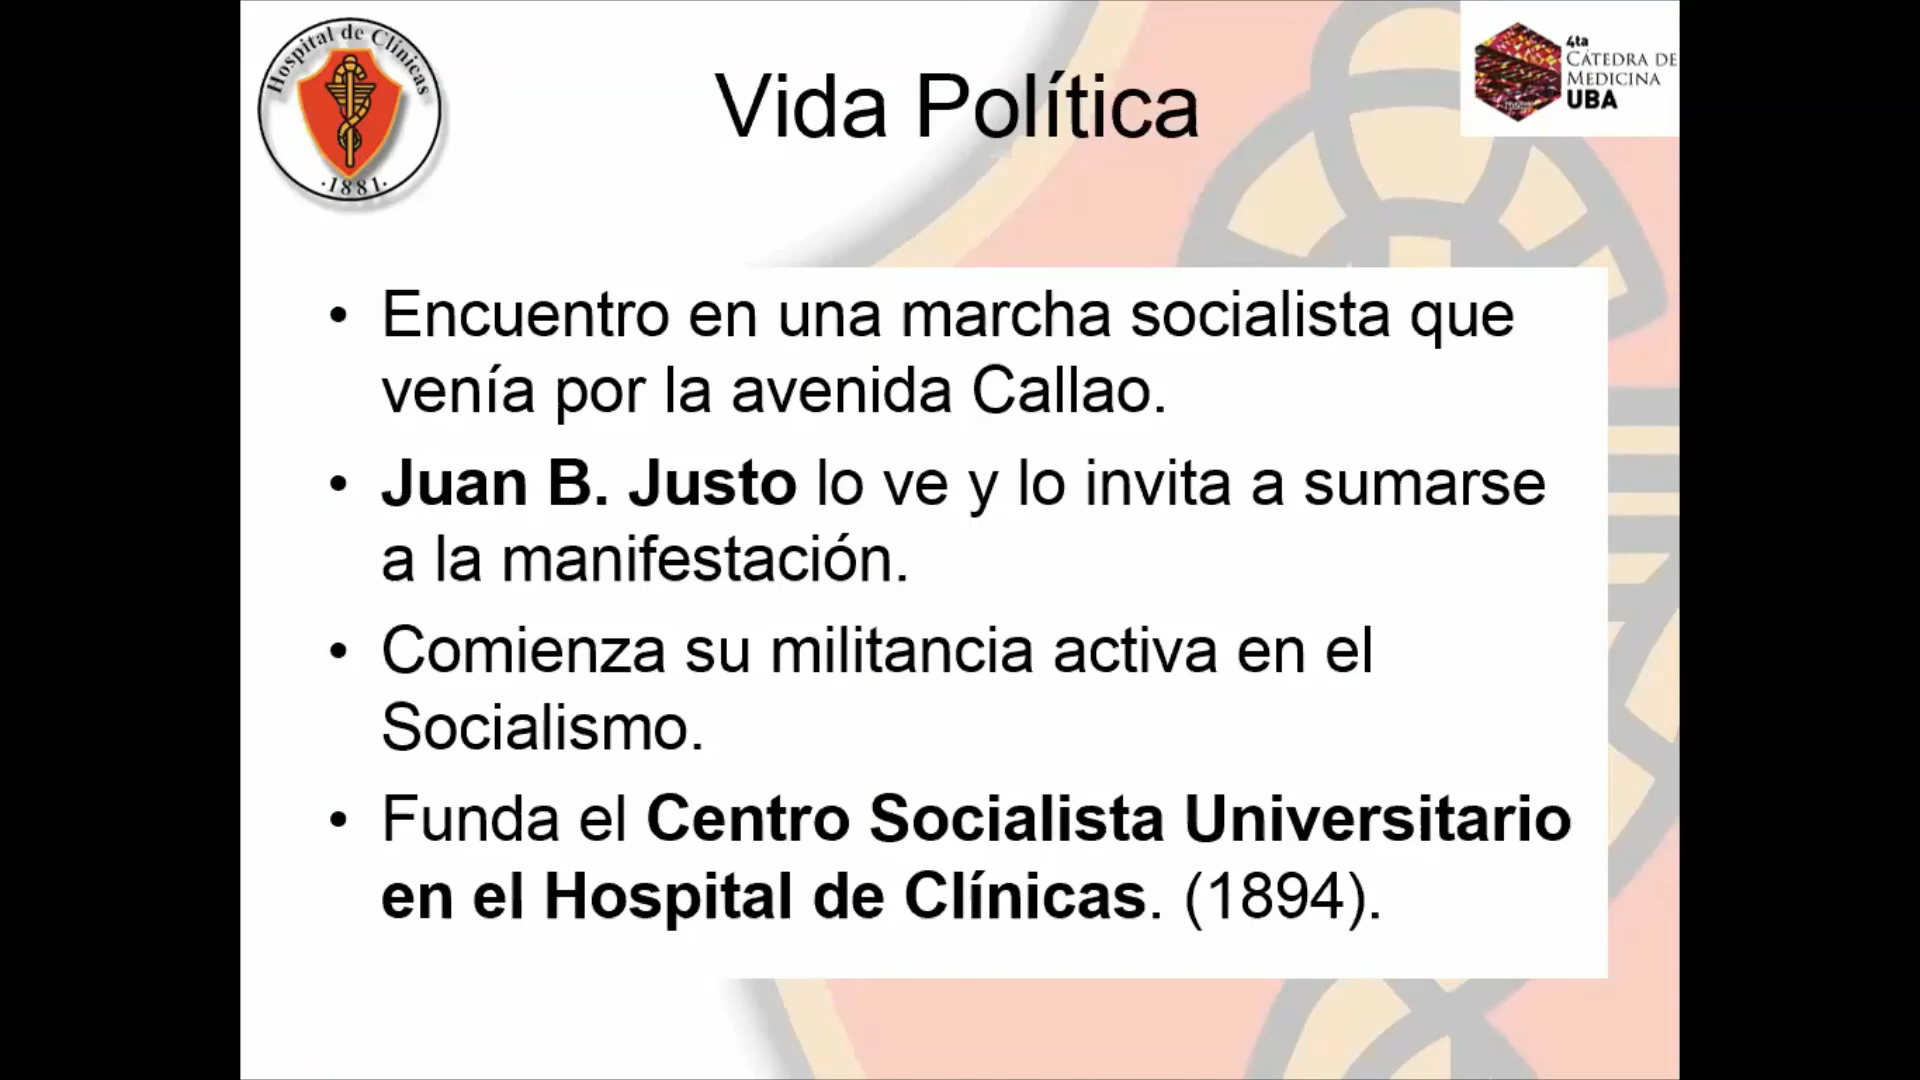 Hospital de Clínicas
·1881·
4ta
CÁTEDRA DE
MEDICINA
UBA
Vida Política
• Encuentro en una marcha socialista que
venía por la avenida Callao.
• Juan B. Justo lo ve y lo invita a sumarse
a la manifestación.
• Comienza su militancia activa en el
Socialismo.
• Funda el Centro Socialista Universitario
en el Hospital de Clínicas. (1894).